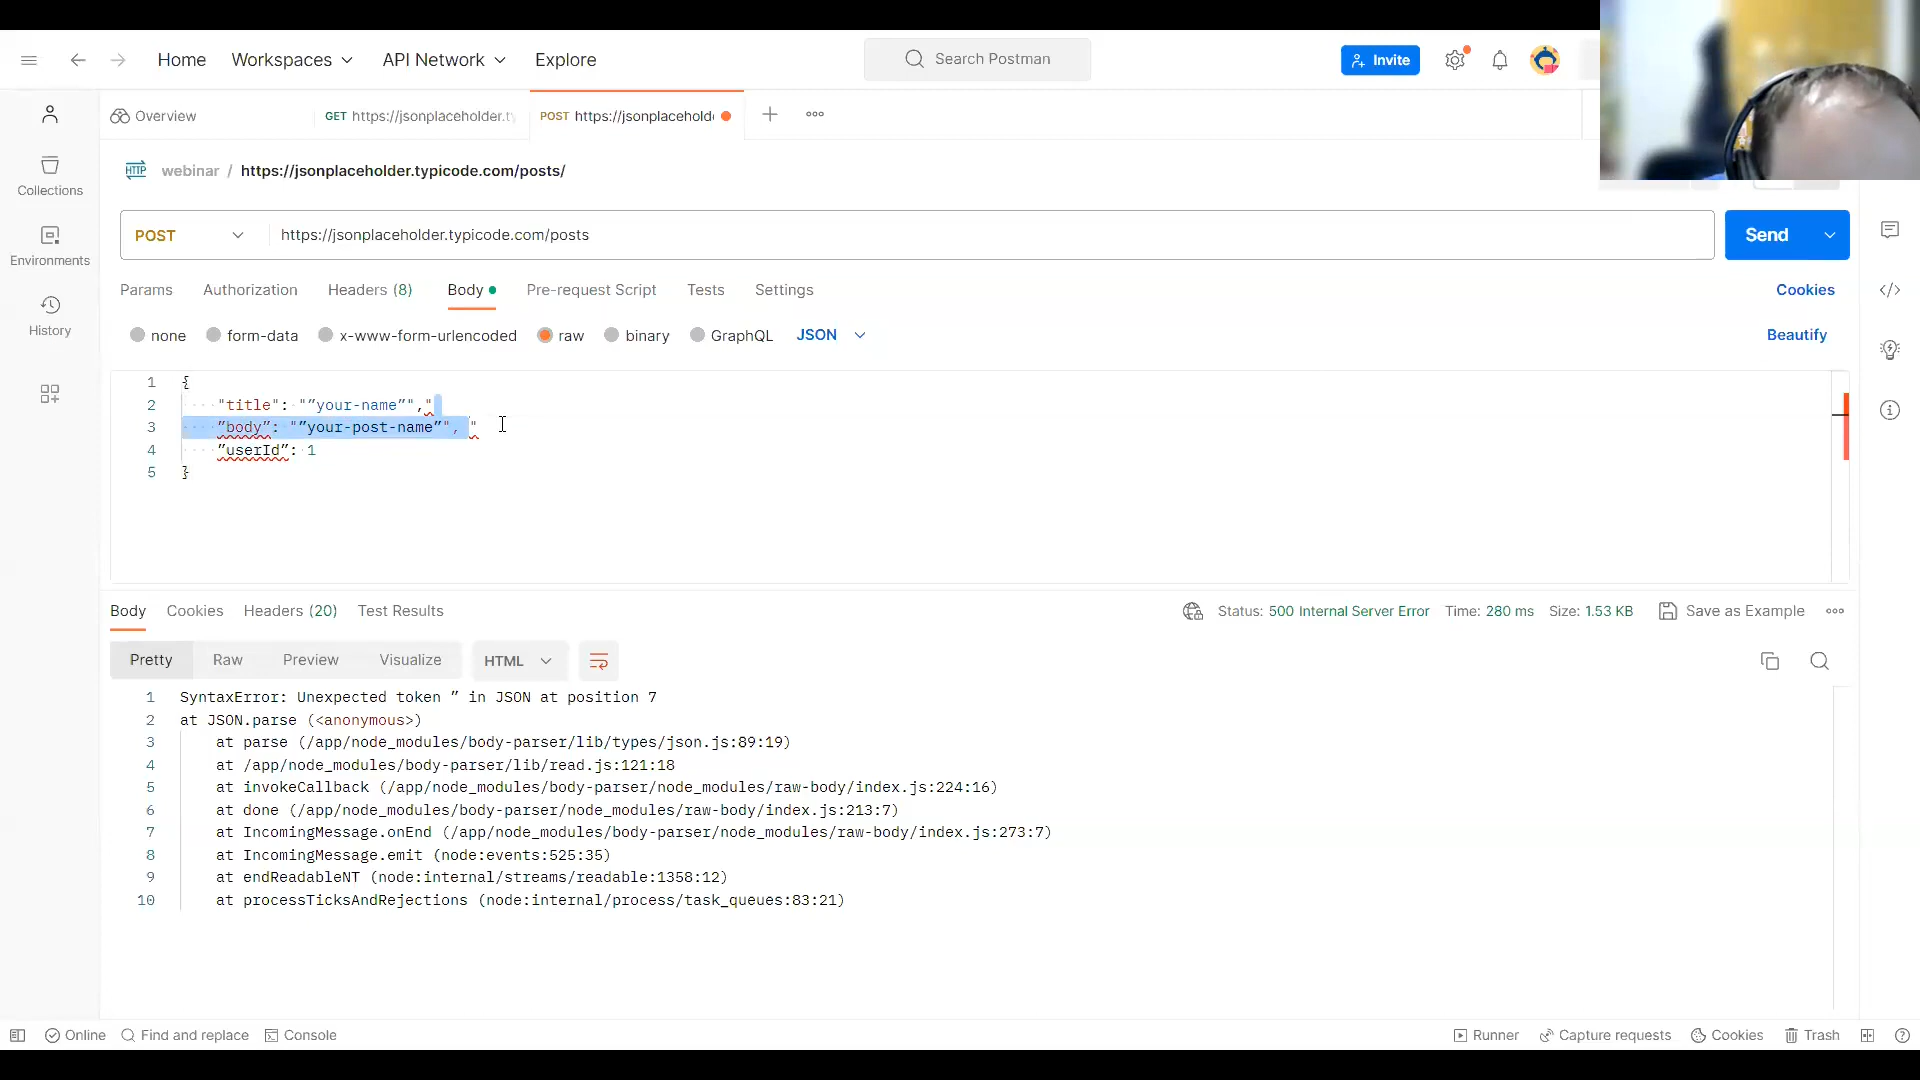 Home Workspaces API Network Explore Search Postman Invite
Overview GET https://jsonplaceholder.t POST https://jsonplacehold
HTTP webinar / https://jsonplaceholder.typicode.com/posts/
Collections
POST https://jsonplaceholder.typicode.com/posts Send
Environments
Params Authorization Headers (8) Body Pre-request Script Tests Settings Cookies
History
none form-data x-www-form-urlencoded raw binary GraphQL JSON Beautify
1 {
2 "title": "”your-name”","
3 ”body”: "”your-post-name”", "
4 ”userId”: 1
5 }
Body Cookies Headers (20) Test Results Status: 500 Internal Server Error Time: 280 ms Size: 1.53 KB Save as Example
Pretty Raw Preview Visualize HTML
1 SyntaxError: Unexpected token ” in JSON at position 7
2 at JSON.parse (<anonymous>)
3 at parse (/app/node_modules/body-parser/lib/types/json.js:89:19)
4 at /app/node_modules/body-parser/lib/read.js:121:18
5 at invokeCallback (/app/node_modules/body-parser/node_modules/raw-body/index.js:224:16)
6 at done (/app/node_modules/body-parser/node_modules/raw-body/index.js:213:7)
7 at IncomingMessage.onEnd (/app/node_modules/body-parser/node_modules/raw-body/index.js:273:7)
8 at IncomingMessage.emit (node:events:525:35)
9 at endReadableNT (node:internal/streams/readable:1358:12)
10 at processTicksAndRejections (node:internal/process/task_queues:83:21)
Online Find and replace Console Runner Capture requests Cookies Trash